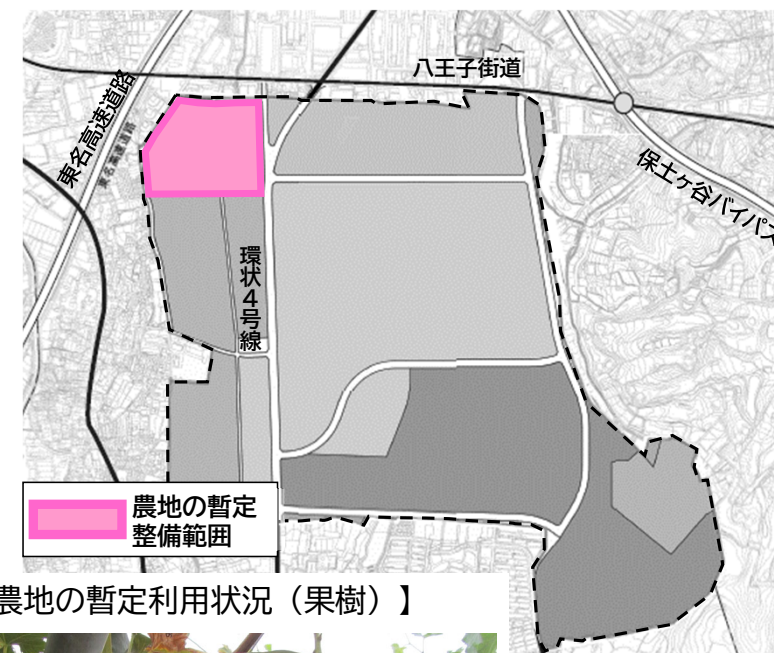 八王子街道
東名高速道路
東名高速道路
保土ヶ谷バイパス
環状4号線
農地の暫定
整備範囲
農地の暫定利用状況（果樹）】